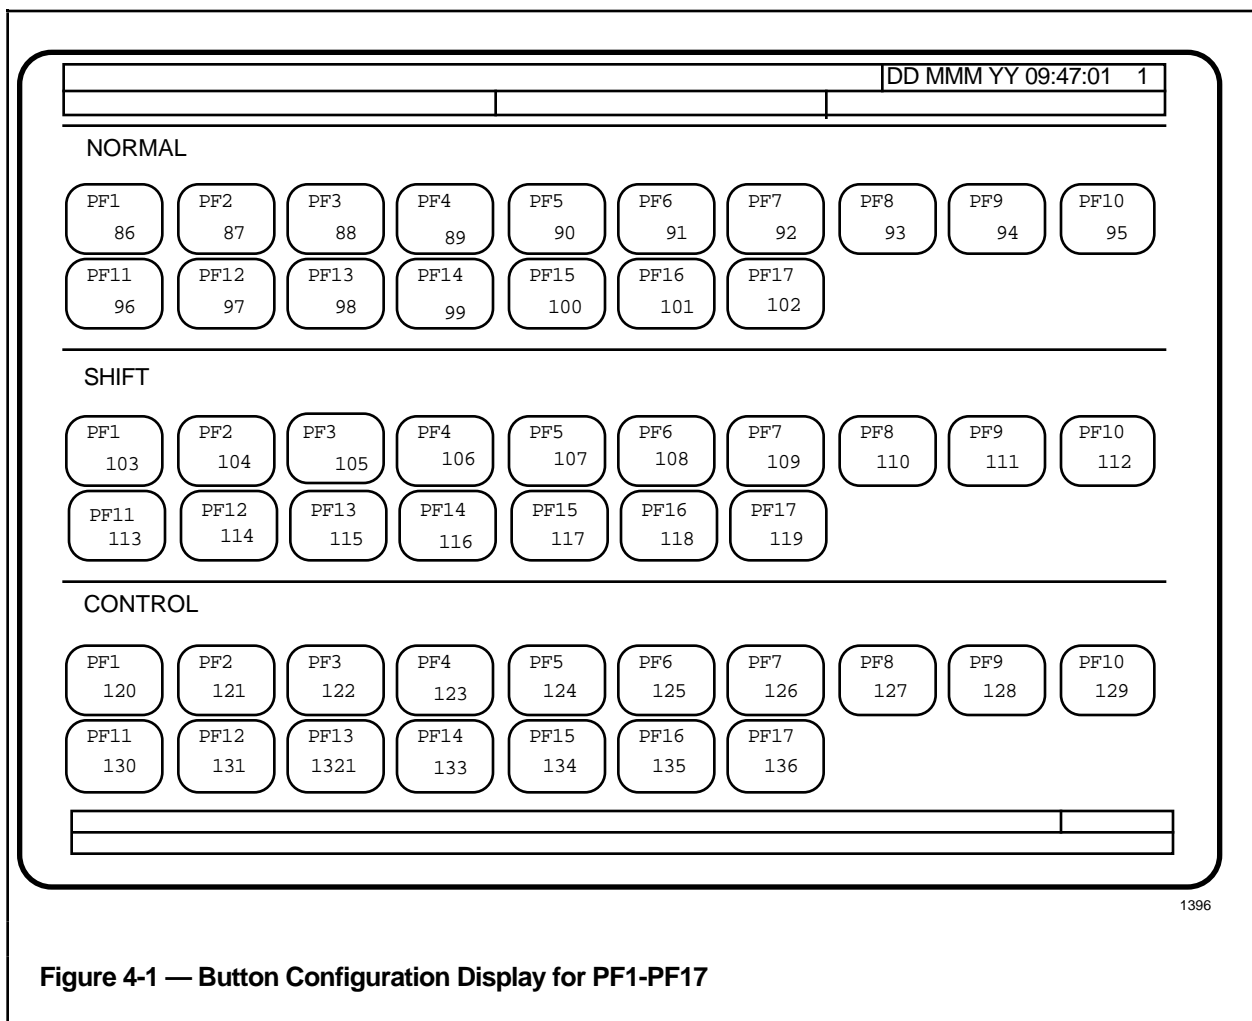 DD MMM YY 09:47:01 1
NORMAL
PF1 PF2 PF3 PF4 PF5 PF6 PF7 PF8 PF9 PF10
86 87 88 89 90 91 92 93 94 95
PF11 PF12 PF13 PF14 PF15 PF16 PF17
96 97 98 99 100 101 102
SHIFT
PF1 PF2 PF3 PF4 PF5 PF6 PF7 PF8 PF9 PF10
103 104 105 106 107 108 109 110 111 112
PF11 PF12 PF13 PF14 PF15 PF16 PF17
113 114 115 116 117 118 119
CONTROL
PF1 PF2 PF3 PF4 PF5 PF6 PF7 PF8 PF9 PF10
120 121 122 123 124 125 126 127 128 129
PF11 PF12 PF13 PF14 PF15 PF16 PF17
130 131 1321 133 134 135 136
1396
Figure 4-1 — Button Configuration Display for PF1-PF17